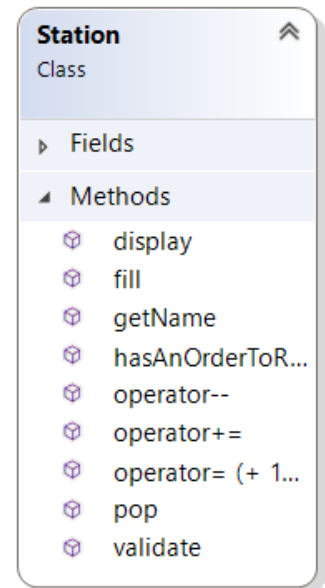 Station
Class
Fields
Methods
display
fill
getName
hasAnOrderToR...
operator--
operator+=
operator= (+ 1...
pop
validate